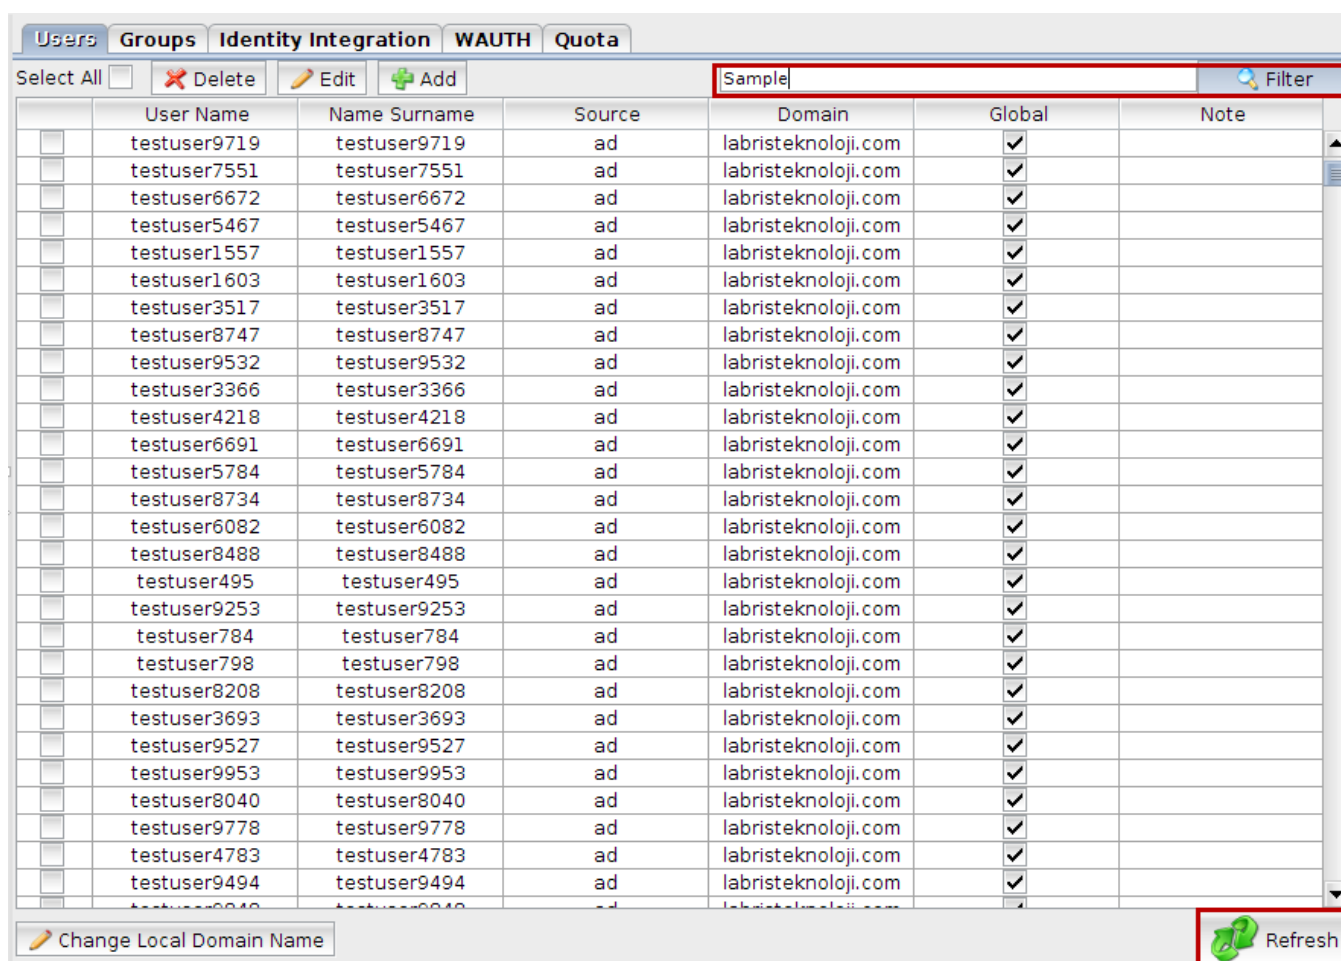 Users Groups Identity Integration WAUTH Quota
Select All Delete Edit Add Sample Filter
User Name Name Surname Source Domain Global Note
testuser9719 testuser9719 ad labristeknoloji.com
testuser7551 testuser7551 ad labristeknoloji.com
testuser6672 testuser6672 ad labristeknoloji.com
testuser5467 testuser5467 ad labristeknoloji.com
testuser1557 testuser1557 ad labristeknoloji.com
testuser1603 testuser1603 ad labristeknoloji.com
testuser3517 testuser3517 ad labristeknoloji.com
testuser8747 testuser8747 ad labristeknoloji.com
testuser9532 testuser9532 ad labristeknoloji.com
testuser3366 testuser3366 ad labristeknoloji.com
testuser4218 testuser4218 ad labristeknoloji.com
testuser6691 testuser6691 ad labristeknoloji.com
testuser5784 testuser5784 ad labristeknoloji.com
testuser8734 testuser8734 ad labristeknoloji.com
testuser6082 testuser6082 ad labristeknoloji.com
testuser8488 testuser8488 ad labristeknoloji.com
testuser495 testuser495 ad labristeknoloji.com
testuser9253 testuser9253 ad labristeknoloji.com
testuser784 testuser784 ad labristeknoloji.com
testuser798 testuser798 ad labristeknoloji.com
testuser8208 testuser8208 ad labristeknoloji.com
testuser3693 testuser3693 ad labristeknoloji.com
testuser9527 testuser9527 ad labristeknoloji.com
testuser9953 testuser9953 ad labristeknoloji.com
testuser8040 testuser8040 ad labristeknoloji.com
testuser9778 testuser9778 ad labristeknoloji.com
testuser4783 testuser4783 ad labristeknoloji.com
testuser9494 testuser9494 ad labristeknoloji.com
Change Local Domain Name Refresh